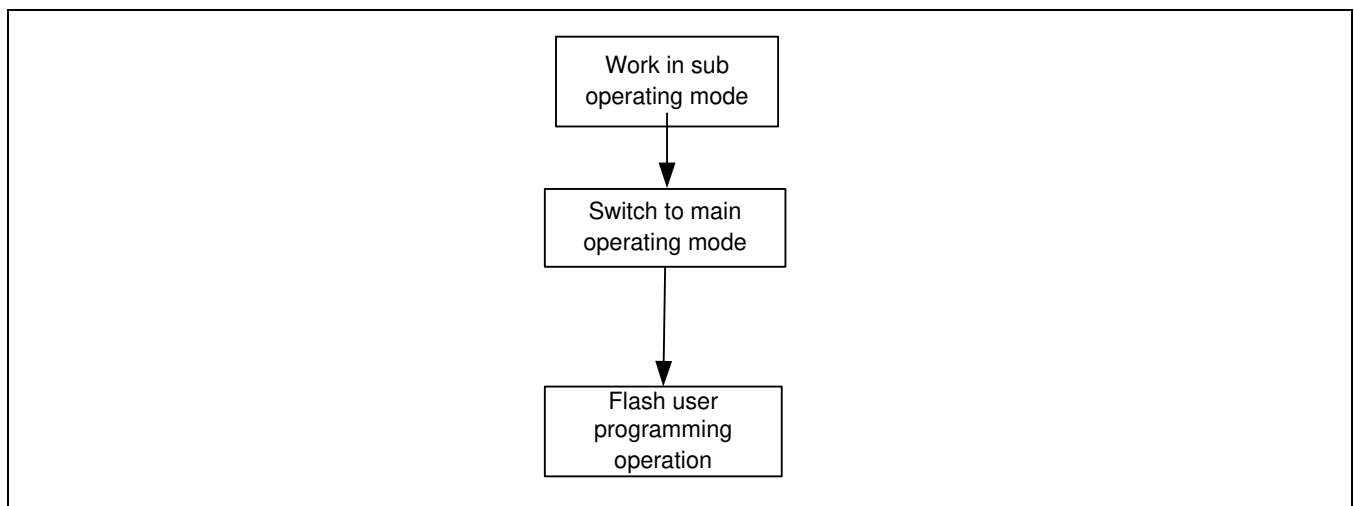 Work in sub
operating mode
Switch to main
operating mode
Flash user
programming
operation